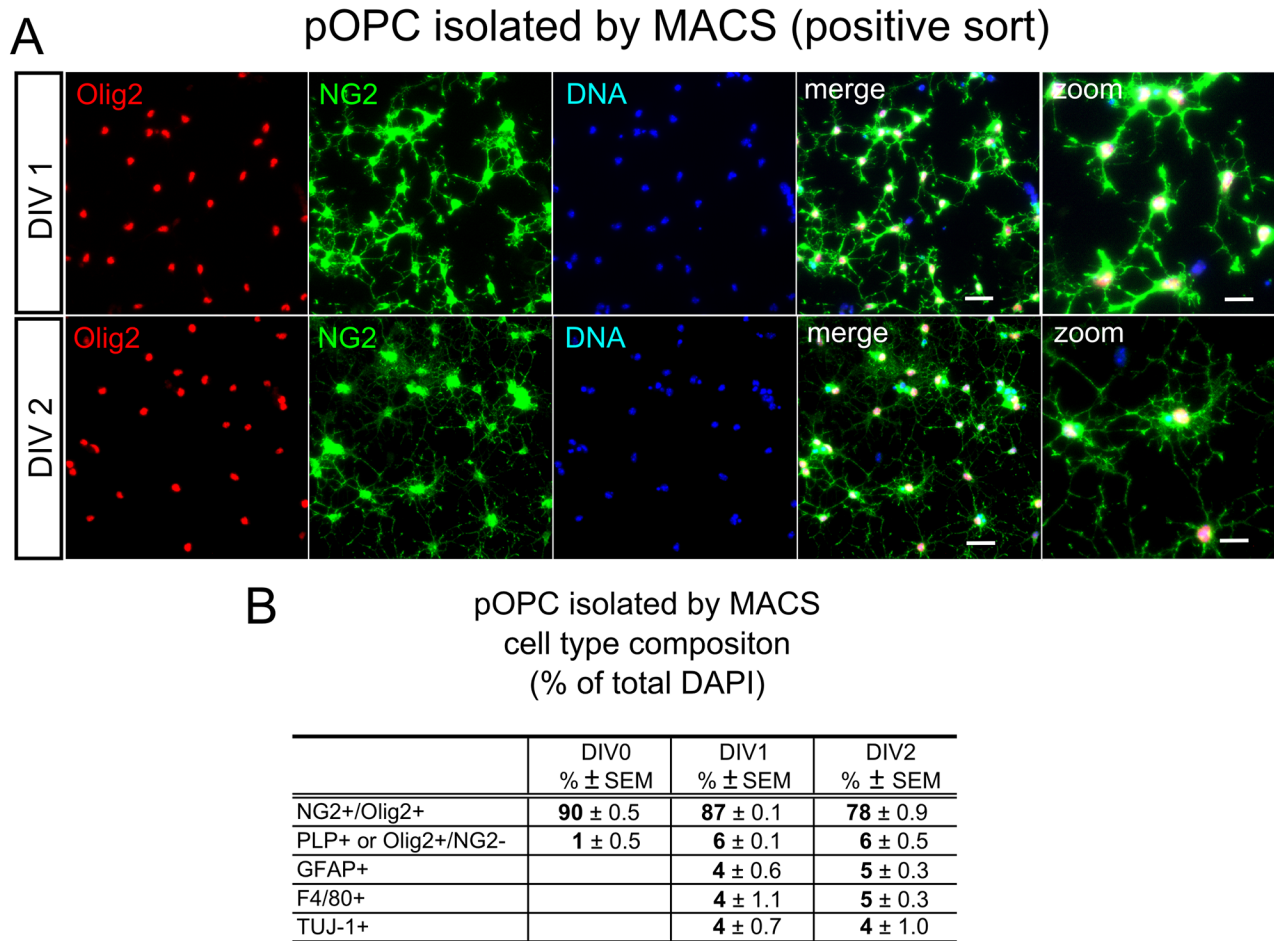 A
pOPC isolated by MACS (positive sort)
DIV 1
Olig2
NG2
DNA
merge
zoom
DIV 2
Olig2
NG2
DNA
merge
zoom
B
pOPC isolated by MACS
cell type compositon
(% of total DAPI)
DIV0 DIV1 DIV2
% ± SEM % ± SEM % ± SEM
NG2+/Olig2+ 90 ± 0.5 87 ± 0.1 78 ± 0.9
PLP+ or Olig2+/NG2- 1 ± 0.5 6 ± 0.1 6 ± 0.5
GFAP+ 4 ± 0.6 5 ± 0.3
F4/80+ 4 ± 1.1 5 ± 0.3
TUJ-1+ 4 ± 0.7 4 ± 1.0